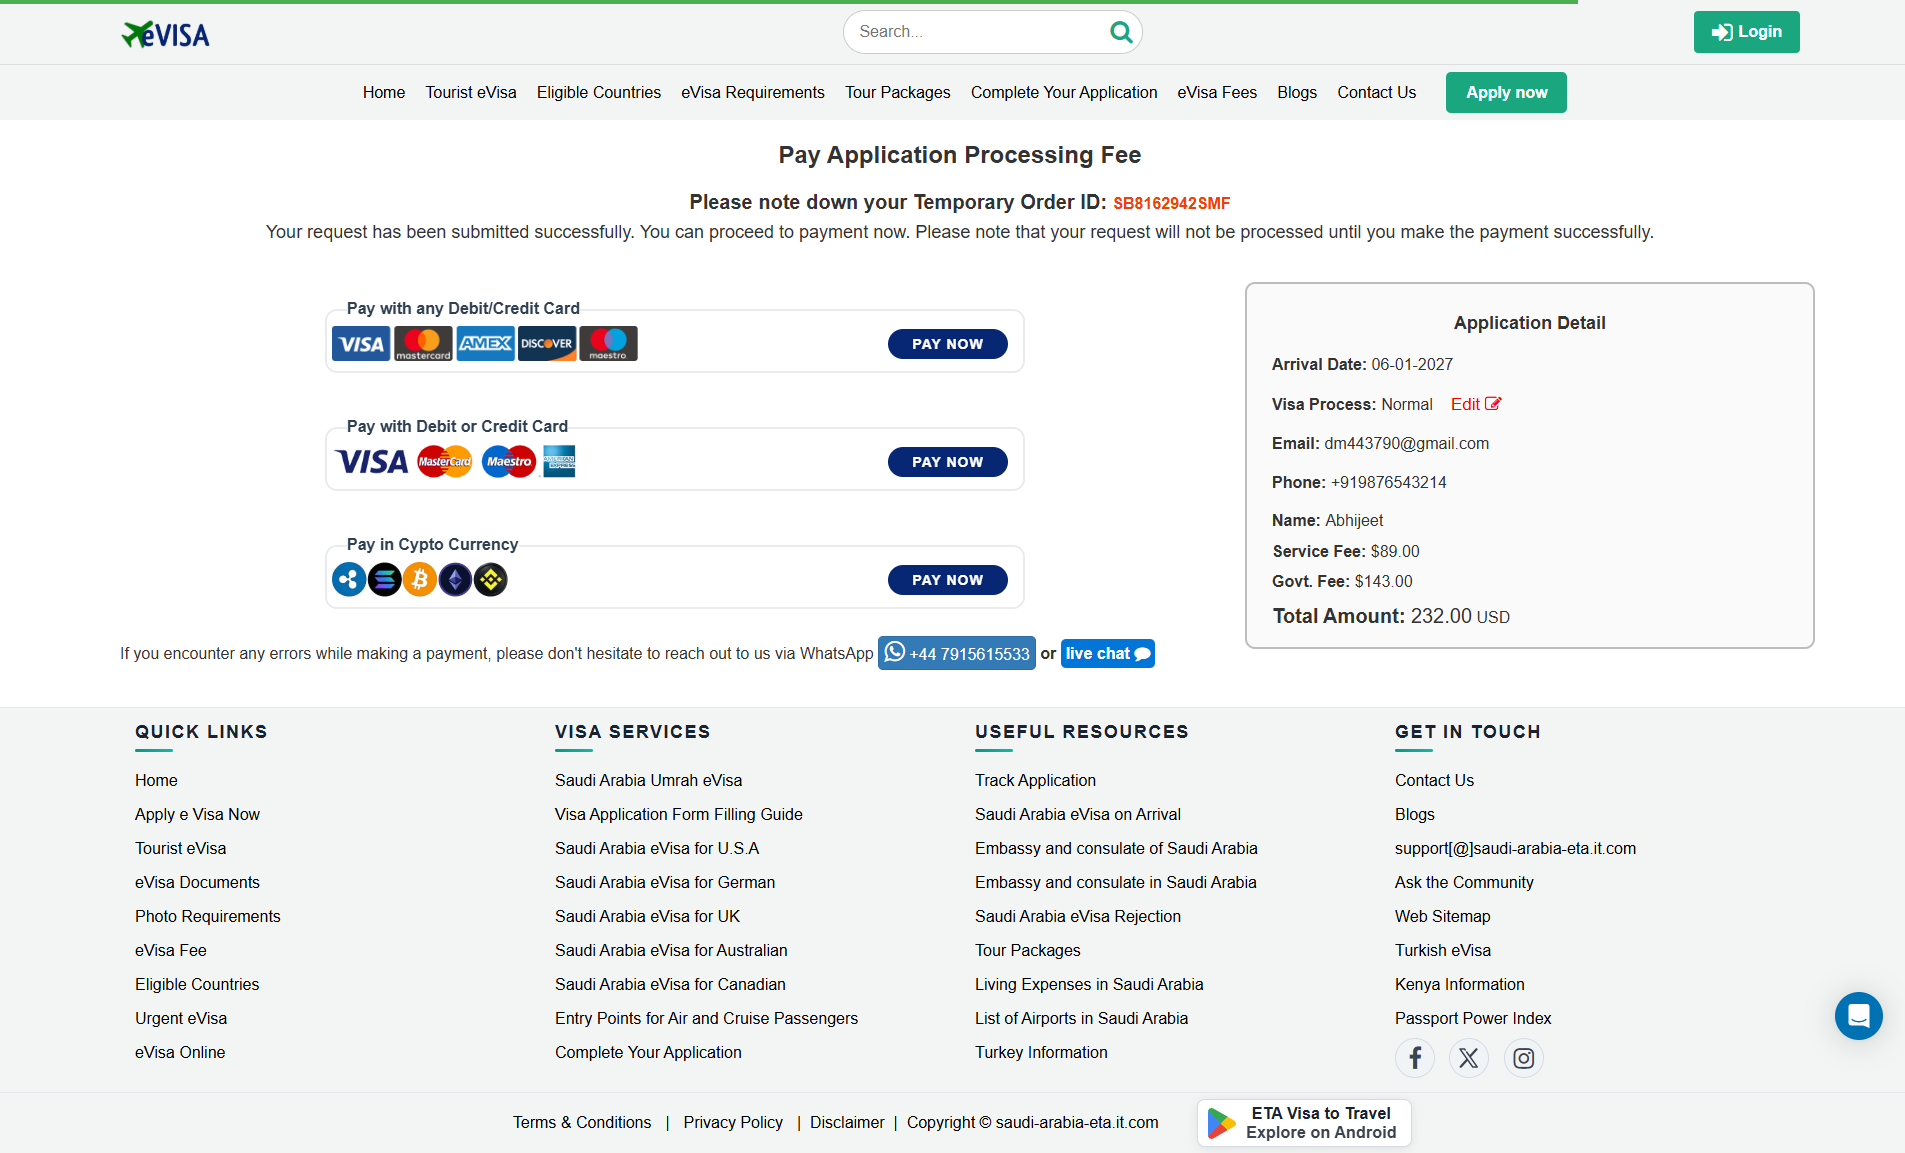 eVISA
Search...
Login
Home
Tourist eVisa
Eligible Countries
eVisa Requirements
Tour Packages
Complete Your Application
eVisa Fees
Blogs
Contact Us
Apply now
Pay Application Processing Fee
Please note down your Temporary Order ID: SB8162942SMF
Your request has been submitted successfully. You can proceed to payment now. Please note that your request will not be processed until you make the payment successfully.
Pay with any Debit/Credit Card
VISA mastercard AMEX DISCOVER maestro
PAY NOW
Pay with Debit or Credit Card
VISA MasterCard Maestro AMERICAN EXPRESS
PAY NOW
Pay in Cypto Currency
PAY NOW
If you encounter any errors while making a payment, please don't hesitate to reach out to us via WhatsApp +44 7915615533 or live chat
Application Detail
Arrival Date: 06-01-2027
Visa Process: Normal Edit
Email: dm443790@gmail.com
Phone: +919876543214
Name: Abhijeet
Service Fee: $89.00
Govt. Fee: $143.00
Total Amount: 232.00 USD
QUICK LINKS
Home
Apply e Visa Now
Tourist eVisa
eVisa Documents
Photo Requirements
eVisa Fee
Eligible Countries
Urgent eVisa
eVisa Online
VISA SERVICES
Saudi Arabia Umrah eVisa
Visa Application Form Filling Guide
Saudi Arabia eVisa for U.S.A
Saudi Arabia eVisa for German
Saudi Arabia eVisa for UK
Saudi Arabia eVisa for Australian
Saudi Arabia eVisa for Canadian
Entry Points for Air and Cruise Passengers
Complete Your Application
USEFUL RESOURCES
Track Application
Saudi Arabia eVisa on Arrival
Embassy and consulate of Saudi Arabia
Embassy and consulate in Saudi Arabia
Saudi Arabia eVisa Rejection
Tour Packages
Living Expenses in Saudi Arabia
List of Airports in Saudi Arabia
Turkey Information
GET IN TOUCH
Contact Us
Blogs
support[@]saudi-arabia-eta.it.com
Ask the Community
Web Sitemap
Turkish eVisa
Kenya Information
Passport Power Index
Terms & Conditions | Privacy Policy | Disclaimer | Copyright © saudi-arabia-eta.it.com
ETA Visa to Travel
Explore on Android